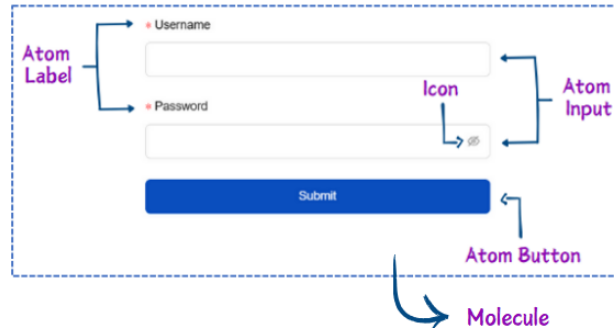 * Username
Atom
Label
Icon
Atom
Input
* Password
Submit
Atom Button
Molecule